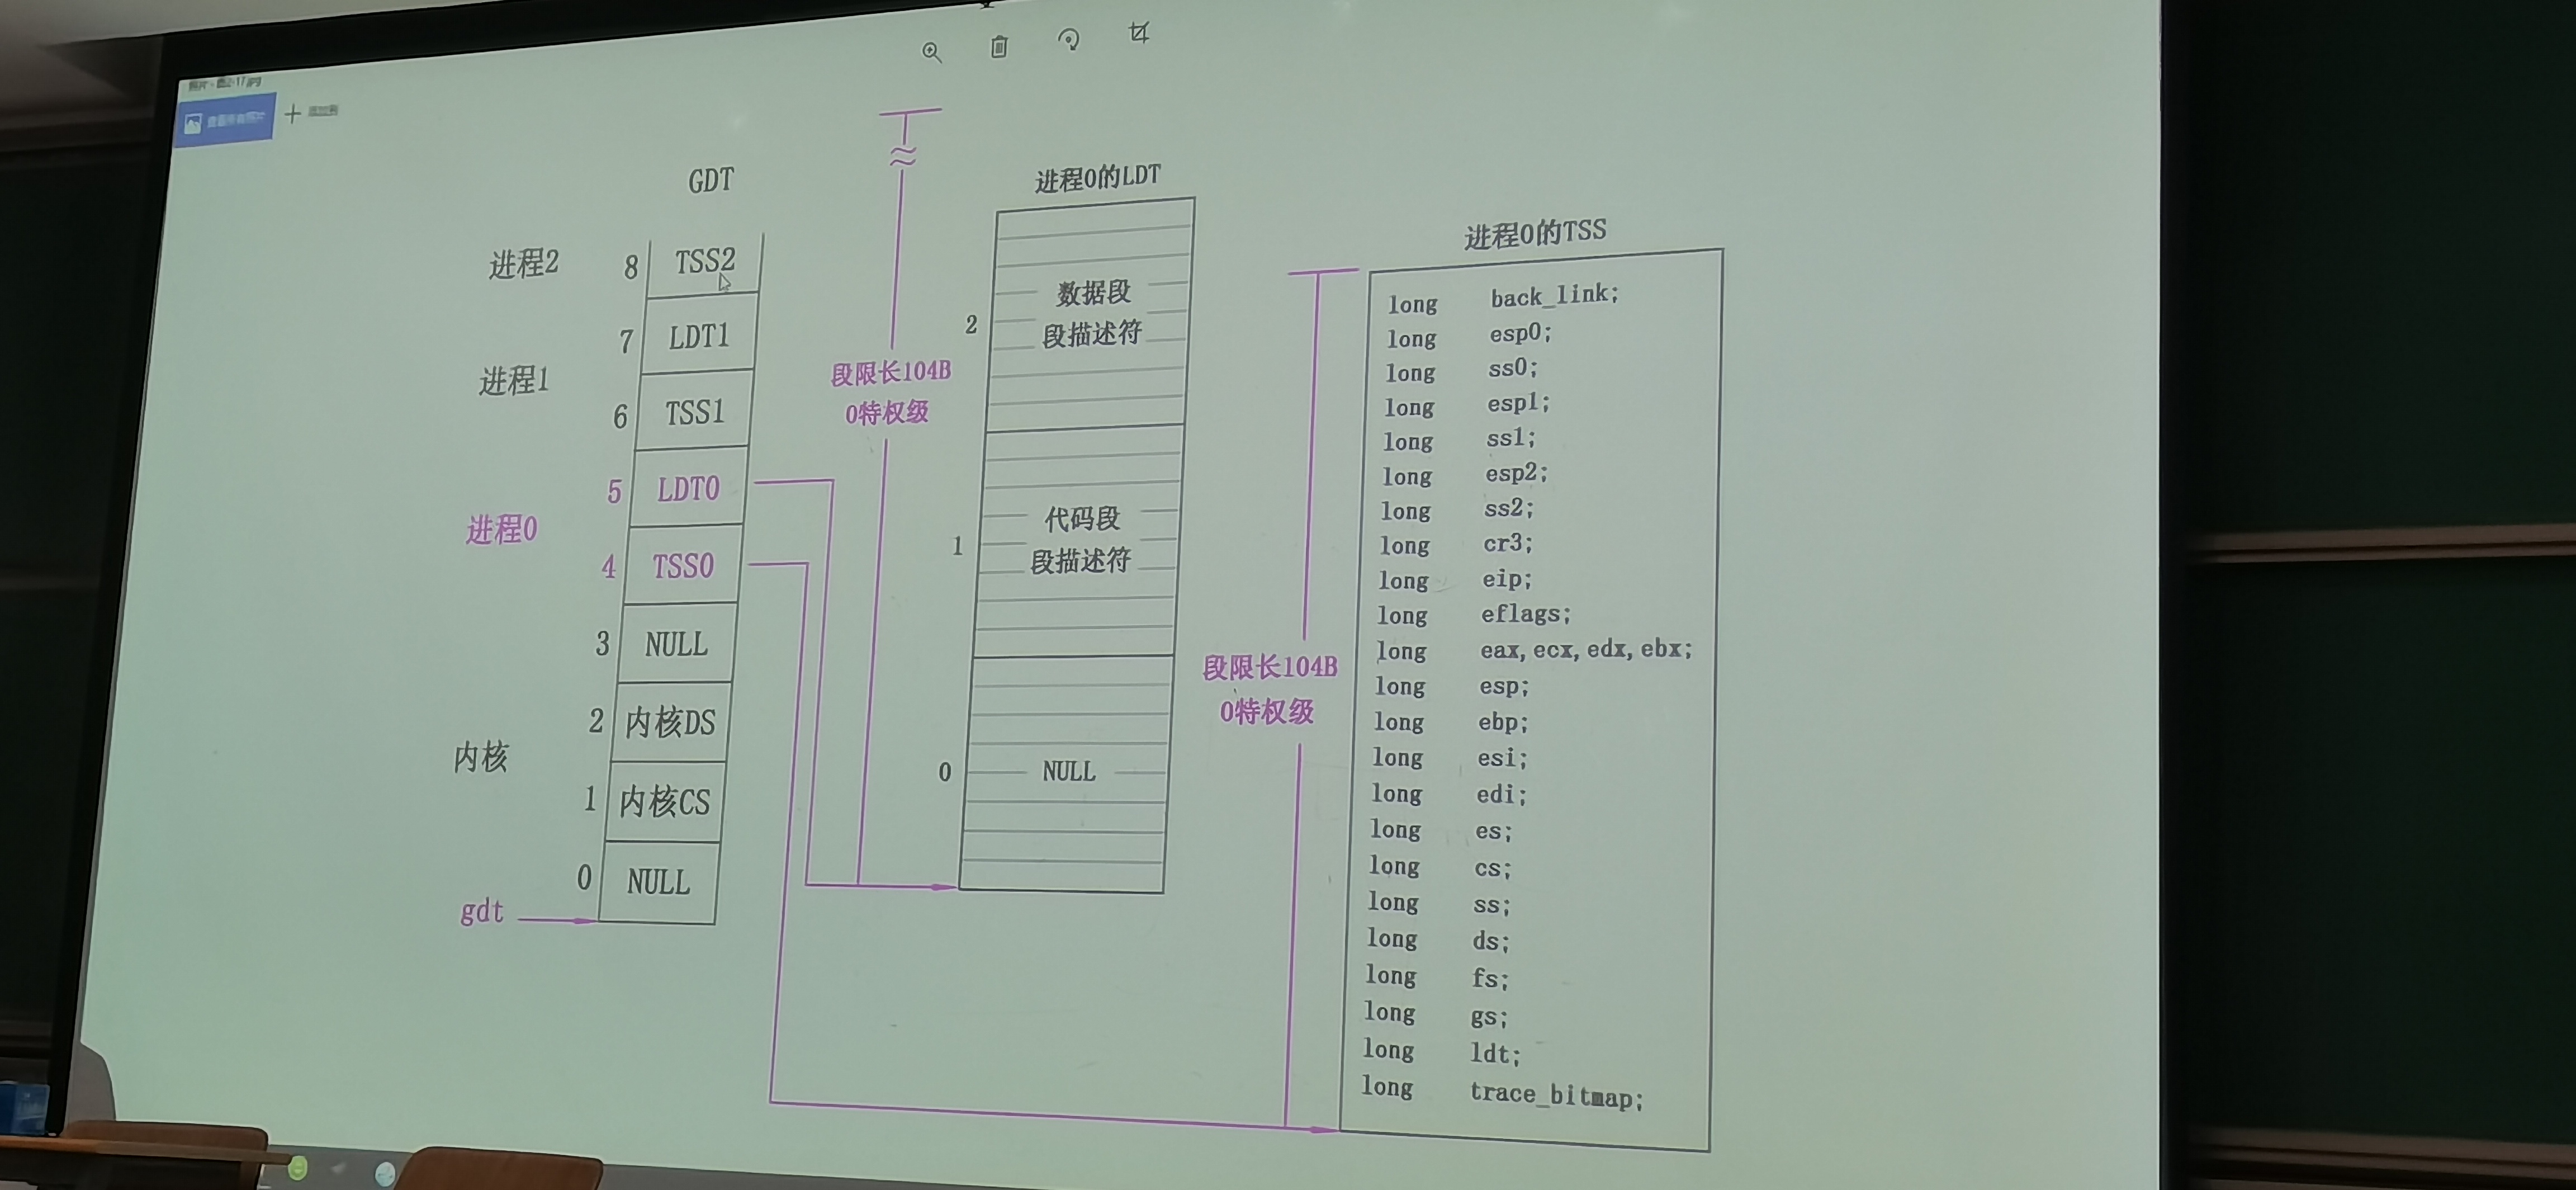 GDT
进程2
8
TSS2
7
LDT1
进程1
6
TSS1
5
LDT0
进程0
4
TSS0
3
NULL
2
内核DS
内核
1
内核CS
0
NULL
gdt
段限长104B
0特权级
进程0的LDT
2
数据段
段描述符
1
代码段
段描述符
0
NULL
段限长104B
0特权级
进程0的TSS
long back_link;
long esp0;
long ss0;
long esp1;
long ss1;
long esp2;
long ss2;
long cr3;
long eip;
long eflags;
long eax, ecx, edx, ebx;
long esp;
long ebp;
long esi;
long edi;
long es;
long cs;
long ss;
long ds;
long fs;
long gs;
long ldt;
long trace_bitmap;